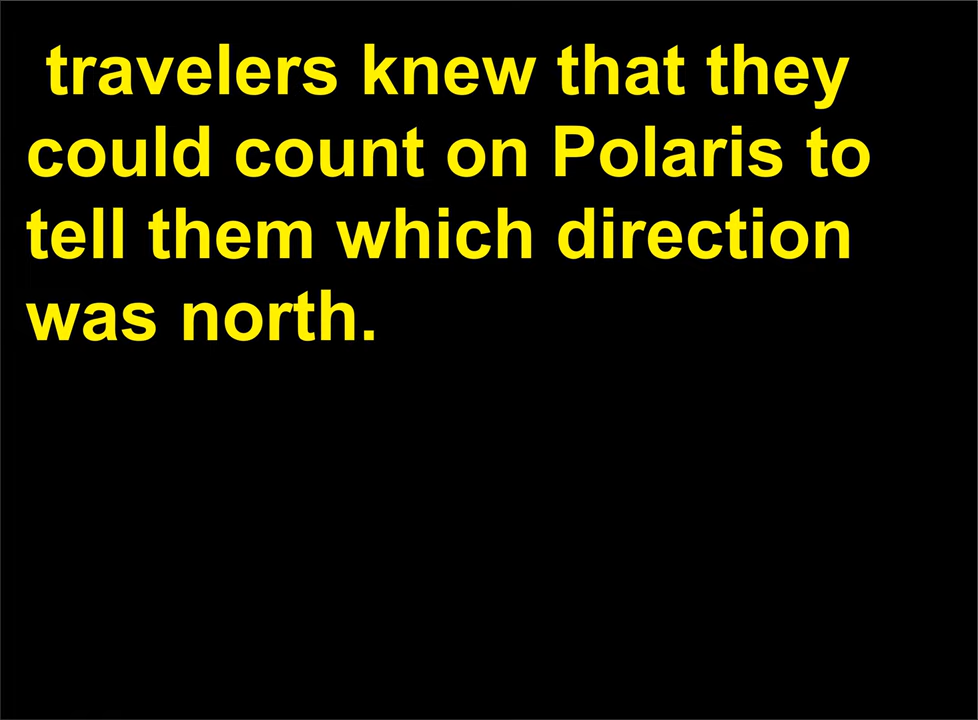 travelers knew that they
could count on Polaris to
tell them which direction
was north.